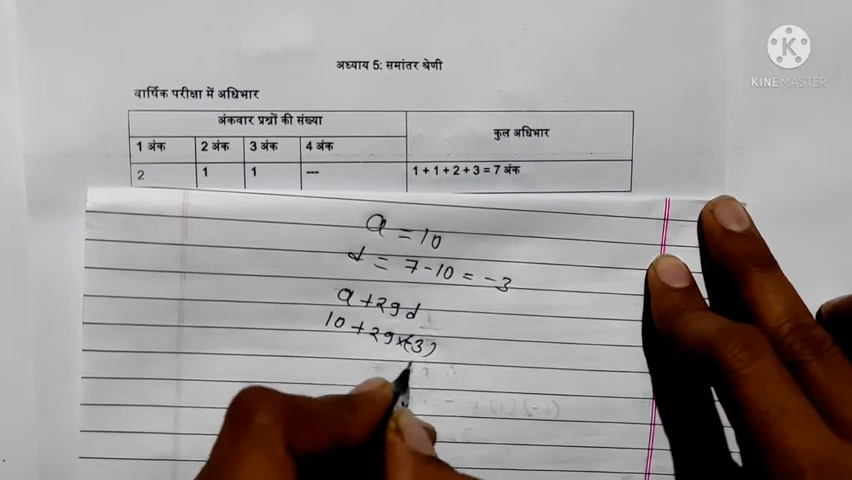 अध्याय 5: समांतर श्रेणी
KINEMASTER
वार्षिक परीक्षा में अधिभार
अंकवार प्रश्नों की संख्या कुल अधिभार
1 अंक 2 अंक 3 अंक 4 अंक
2 1 1 --- 1 + 1 + 2 + 3 = 7 अंक
a = 10
d = 7 - 10 = -3
a + 29d
10 + 29×(-3)